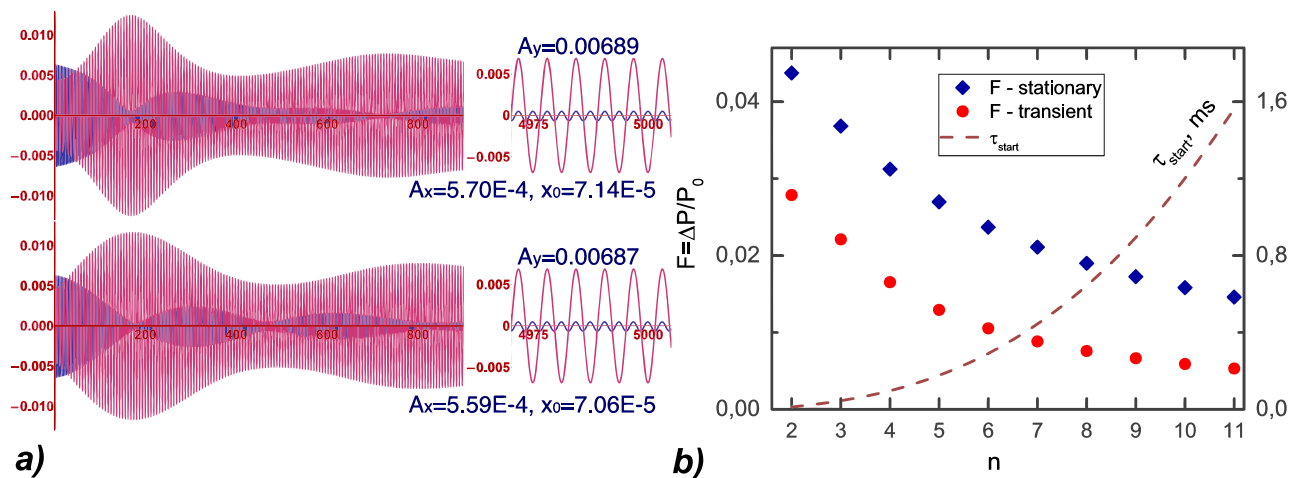 0.010
0.005
0.000
−0.005
−0.010
200
400
600
800
Ay=0.00689
0.005
0.000
−0.005
4975
5000
Ax=5.70E-4, x0=7.14E-5
0.010
0.005
0.000
−0.005
−0.010
200
400
600
800
Ay=0.00687
0.005
0.000
−0.005
4975
5000
Ax=5.59E-4, x0=7.06E-5
a)
F=ΔP/P0
0,04
0,02
0,00
F - stationary
F - transient
τstart
τstart, ms
1.6
0.8
0,0
2 3 4 5 6 7 8 9 10 11
n
b)